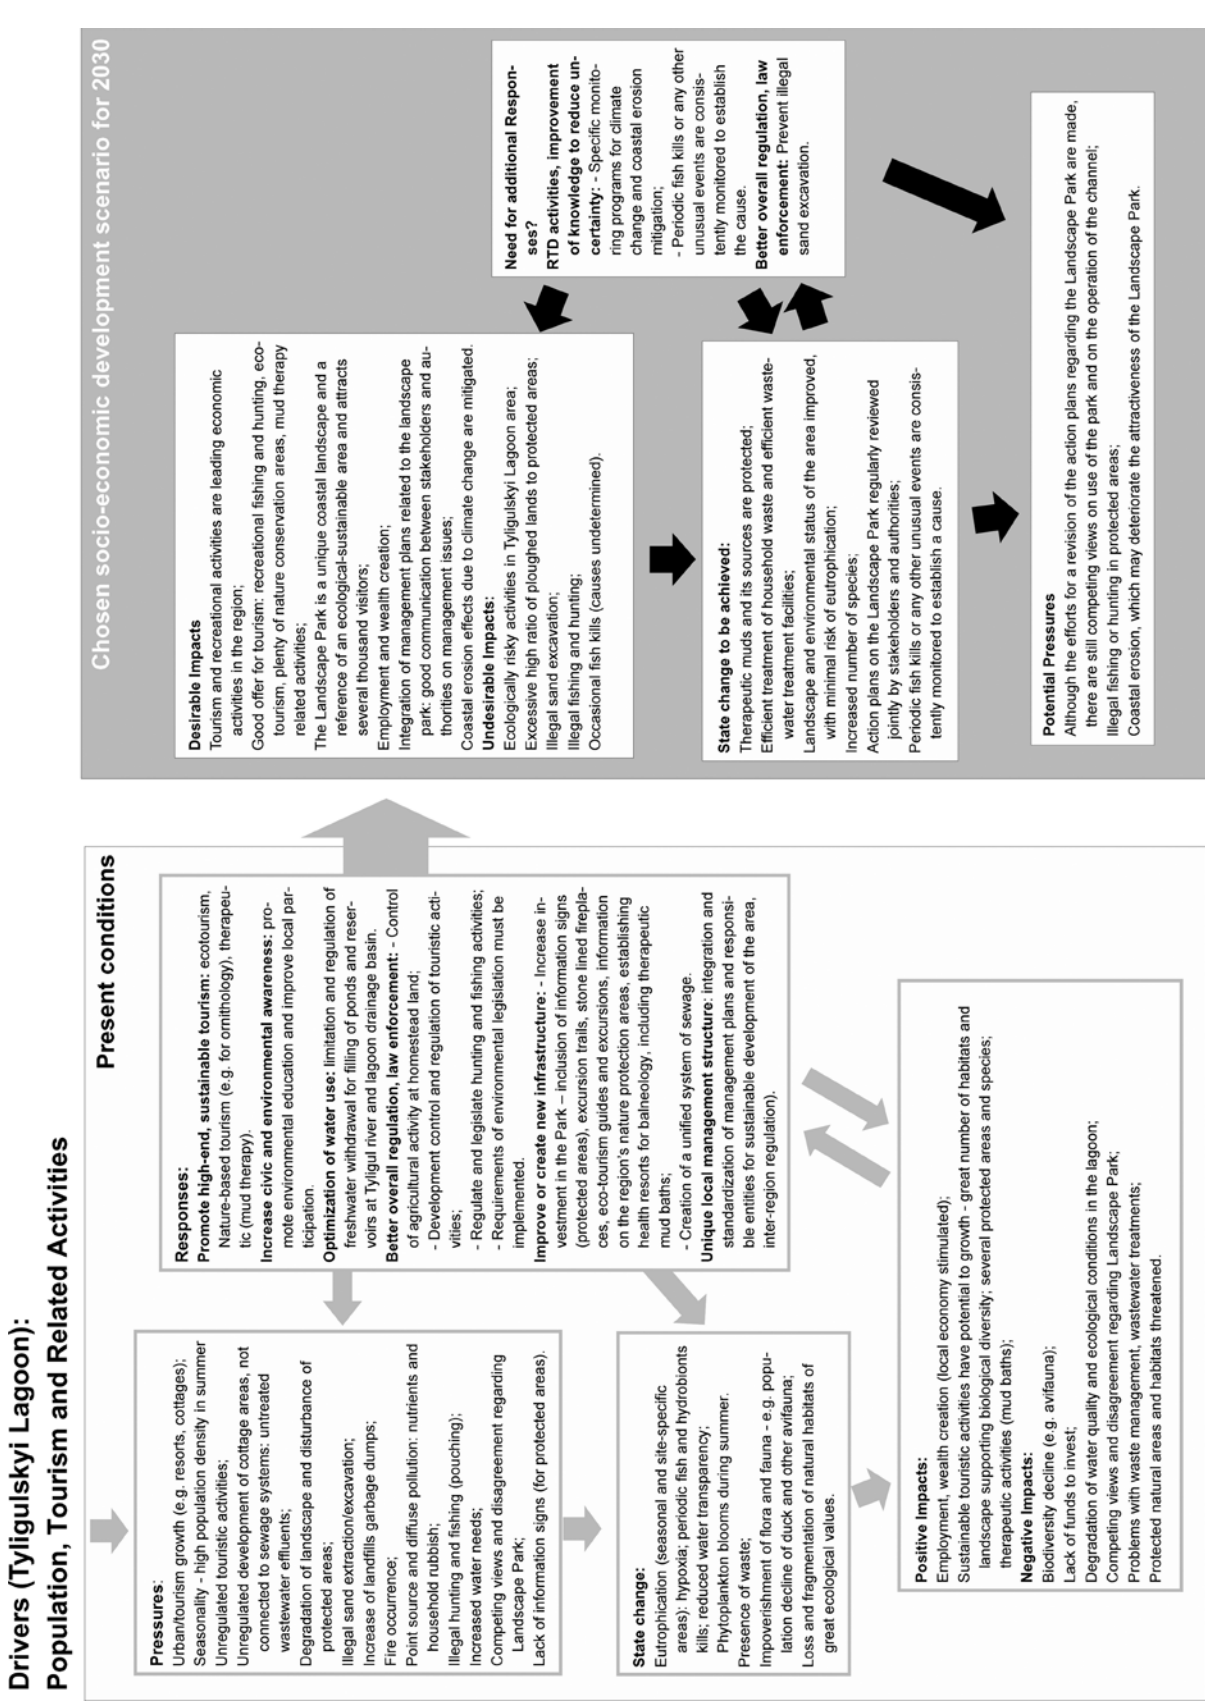 Drivers (Tyligulskyi Lagoon):
Population, Tourism and Related Activities
Present conditions
Pressures:
Urban/tourism growth (e.g. resorts, cottages);
Seasonality - high population density in summer
Unregulated touristic activities;
Unregulated development of cottage areas, not
connected to sewage systems: untreated
wastewater effluents;
Degradation of landscape and disturbance of
protected areas;
Illegal sand extraction/excavation;
Increase of landfills garbage dumps;
Fire occurrence;
Point source and diffuse pollution: nutrients and
household rubbish;
Illegal hunting and fishing (pouching);
Increased water needs;
Competing views and disagreement regarding
Landscape Park;
Lack of information signs (for protected areas).
State change:
Eutrophication (seasonal and site-specific
areas): hypoxia; periodic fish and hydrobionts
kills; reduced water transparency;
Phytoplankton blooms during summer.
Presence of waste;
Impoverishment of flora and fauna - e.g. popu-
lation decline of duck and other avifauna;
Loss and fragmentation of natural habitats of
great ecological values.
Responses:
Promote high-end, sustainable tourism: ecotourism,
Nature-based tourism (e.g. for ornithology), therapeu-
tic (mud therapy).
Increase civic and environmental awareness: pro-
mote environmental education and improve local par-
ticipation.
Optimization of water use: limitation and regulation of
freshwater withdrawal for filling of ponds and reser-
voirs at Tyligul river and lagoon drainage basin.
Better overall regulation, law enforcement: - Control
of agricultural activity at homestead land;
- Development control and regulation of touristic acti-
vities;
- Regulate and legislate hunting and fishing activities;
- Requirements of environmental legislation must be
implemented.
Improve or create new infrastructure: - Increase in-
vestment in the Park – inclusion of information signs
(protected areas), excursion trails, stone lined firepla-
ces, eco-tourism guides and excursions, information
on the region's nature protection areas, establishing
health resorts for balneology, including therapeutic
mud baths;
- Creation of a unified system of sewage.
Unique local management structure: integration and
standardization of management plans and responsi-
ble entities for sustainable development of the area,
inter-region regulation).
Positive Impacts:
Employment, wealth creation (local economy stimulated);
Sustainable touristic activities have potential to growth - great number of habitats and
landscape supporting biological diversity; several protected areas and species;
therapeutic activities (mud baths);
Negative Impacts:
Biodiversity decline (e.g. avifauna);
Lack of funds to invest;
Degradation of water quality and ecological conditions in the lagoon;
Competing views and disagreement regarding Landscape Park;
Problems with waste management, wastewater treatments;
Protected natural areas and habitats threatened.
Chosen socio-economic development scenario for 2030
Desirable Impacts
Tourism and recreational activities are leading economic
activities in the region;
Good offer for tourism: recreational fishing and hunting, eco-
tourism, plenty of nature conservation areas, mud therapy
related activities;
The Landscape Park is a unique coastal landscape and a
reference of an ecological-sustainable area and attracts
several thousand visitors;
Employment and wealth creation;
Integration of management plans related to the landscape
park: good communication between stakeholders and au-
thorities on management issues;
Coastal erosion effects due to climate change are mitigated.
Undesirable Impacts:
Ecologically risky activities in Tyligulskyi Lagoon area;
Excessive high ratio of ploughed lands to protected areas;
Illegal sand excavation;
Illegal fishing and hunting;
Occasional fish kills (causes undetermined).
Need for additional Respon-
ses?
RTD activities, improvement
of knowledge to reduce un-
certainty: - Specific monito-
ring programs for climate
change and coastal erosion
mitigation;
- Periodic fish kills or any other
unusual events are consis-
tently monitored to establish
the cause.
Better overall regulation, law
enforcement: Prevent illegal
sand excavation.
State change to be achieved:
Therapeutic muds and its sources are protected;
Efficient treatment of household waste and efficient waste-
water treatment facilities;
Landscape and environmental status of the area improved,
with minimal risk of eutrophication;
Increased number of species;
Action plans on the Landscape Park regularly reviewed
jointly by stakeholders and authorities;
Periodic fish kills or any other unusual events are consis-
tently monitored to establish a cause.
Potential Pressures
Although the efforts for a revision of the action plans regarding the Landscape Park are made,
there are still competing views on use of the park and on the operation of the channel;
Illegal fishing or hunting in protected areas;
Coastal erosion, which may deteriorate the attractiveness of the Landscape Park.